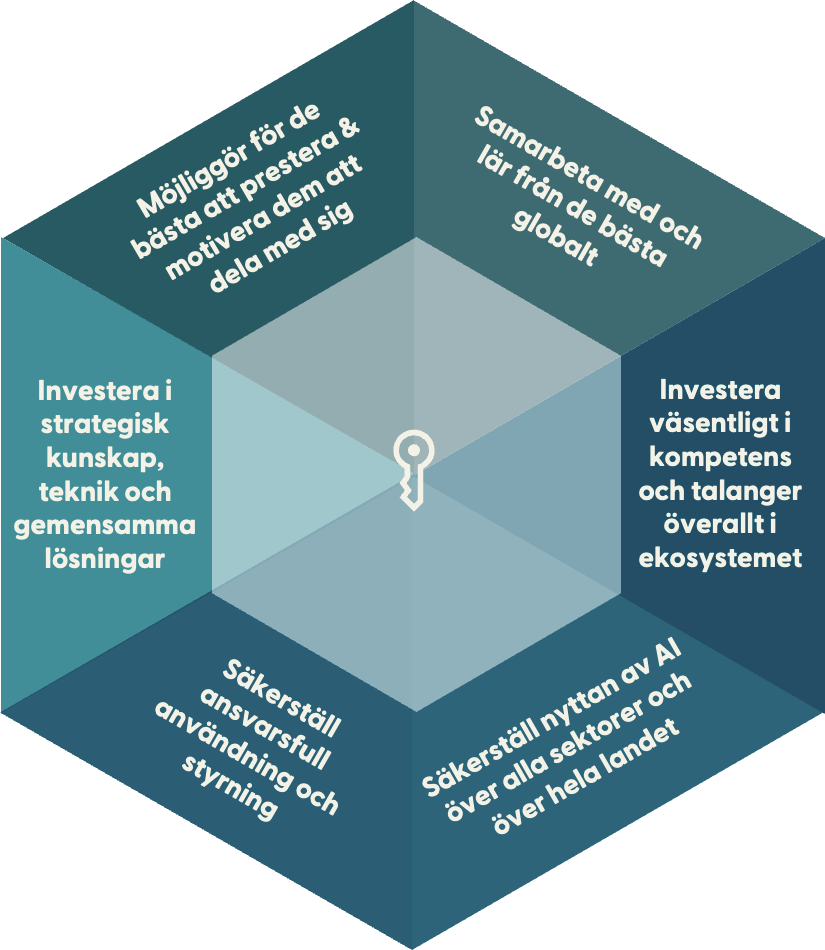 Möjliggör för de
bästa att prestera &
motivera dem att
dela med sig
Samarbeta med och
lär från de bästa
globalt
Investera i
strategisk
kunskap,
teknik och
gemensamma
lösningar
Investera
väsentligt i
kompetens
och talanger
överallt i
ekosystemet
Säkerställ
ansvarsfull
användning och
styrning
Säkerställ nyttan av AI
över alla sektorer och
över hela landet